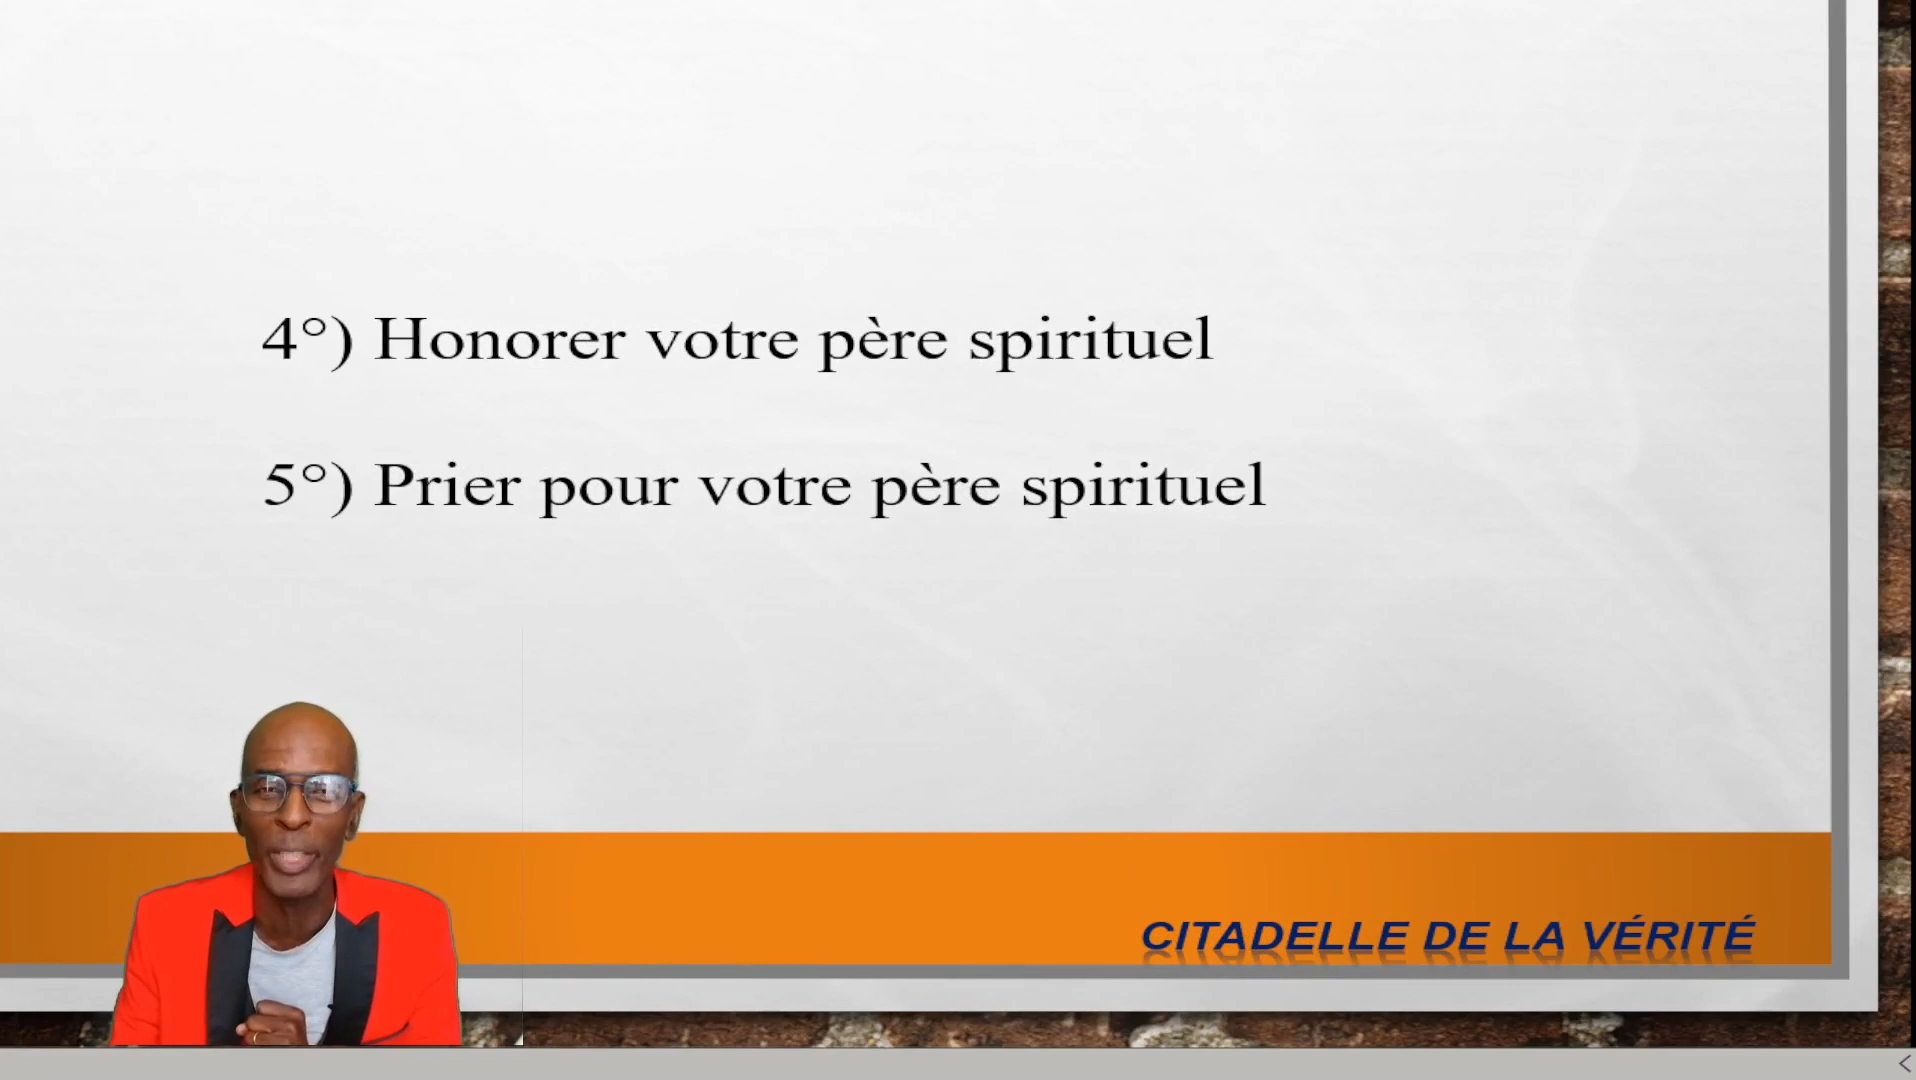 4°) Honorer votre père spirituel
5°) Prier pour votre père spirituel
CITADELLE DE LA VÉRITÉ